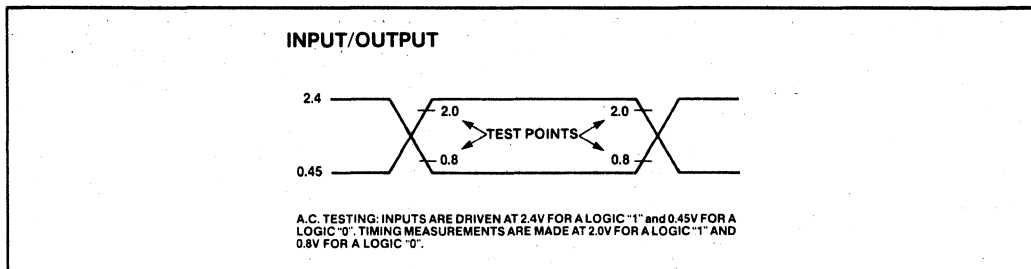 INPUT/OUTPUT
2.4
2.0
2.0
TEST POINTS
0.8
0.8
0.45
A.C. TESTING: INPUTS ARE DRIVEN AT 2.4V FOR A LOGIC "1" and 0.45V FOR A
LOGIC "0". TIMING MEASUREMENTS ARE MADE AT 2.0V FOR A LOGIC "1" AND
0.8V FOR A LOGIC "0".